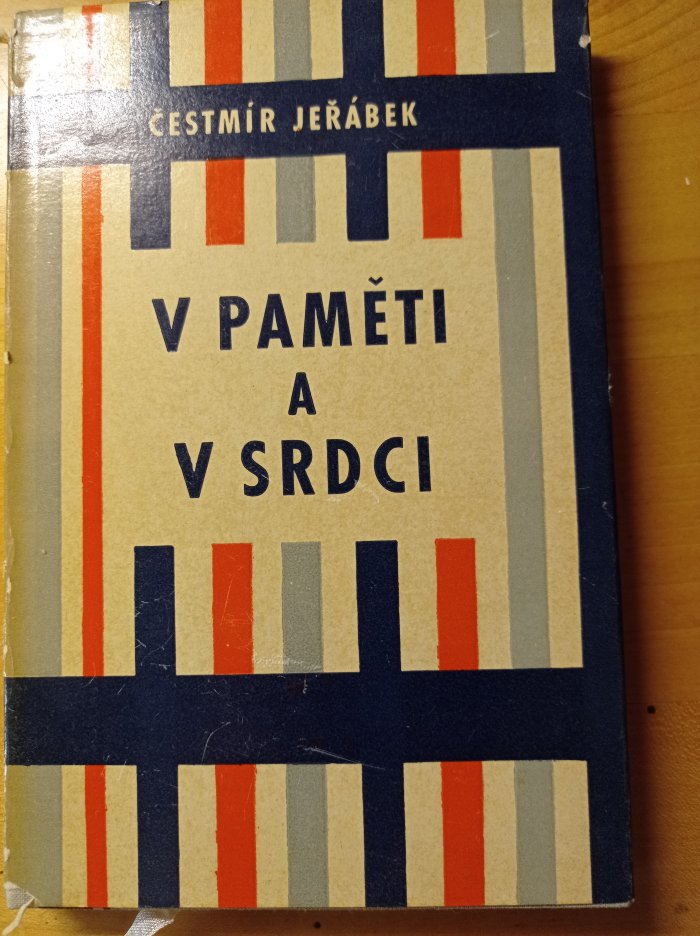 ČESTMÍR JEŘÁBEK
V PAMĚTI
A
V SRDCI